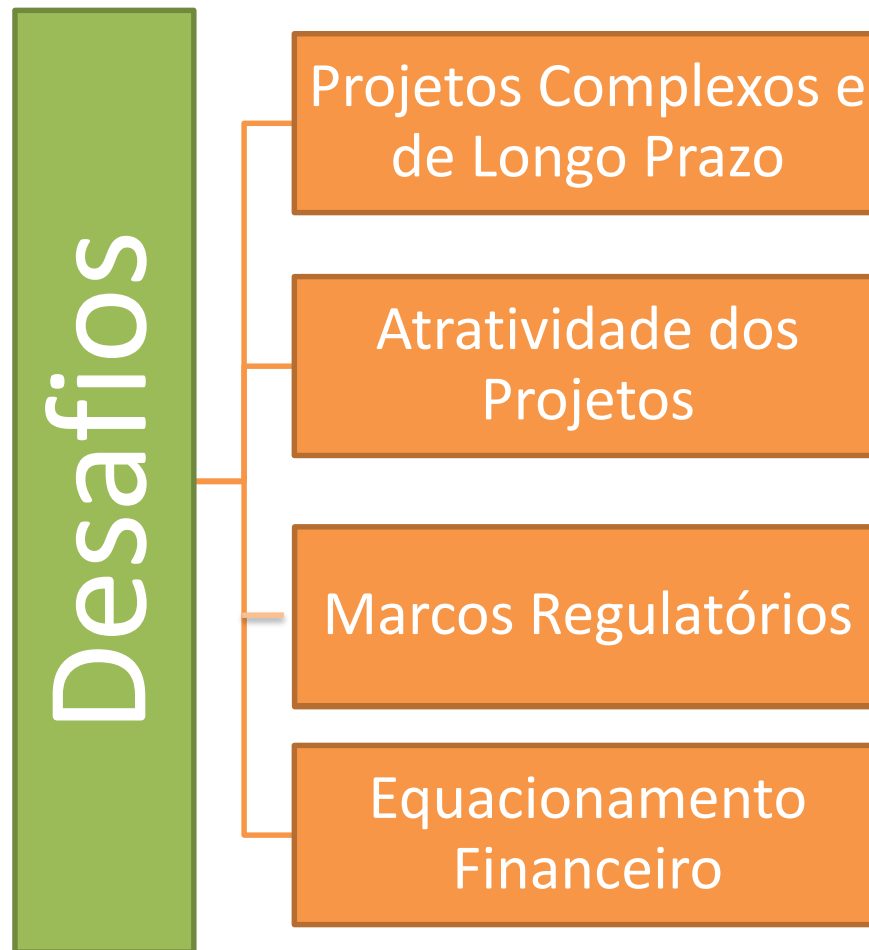 Desafios
Projetos Complexos e
de Longo Prazo
Atratividade dos
Projetos
Marcos Regulatórios
Equacionamento
Financeiro